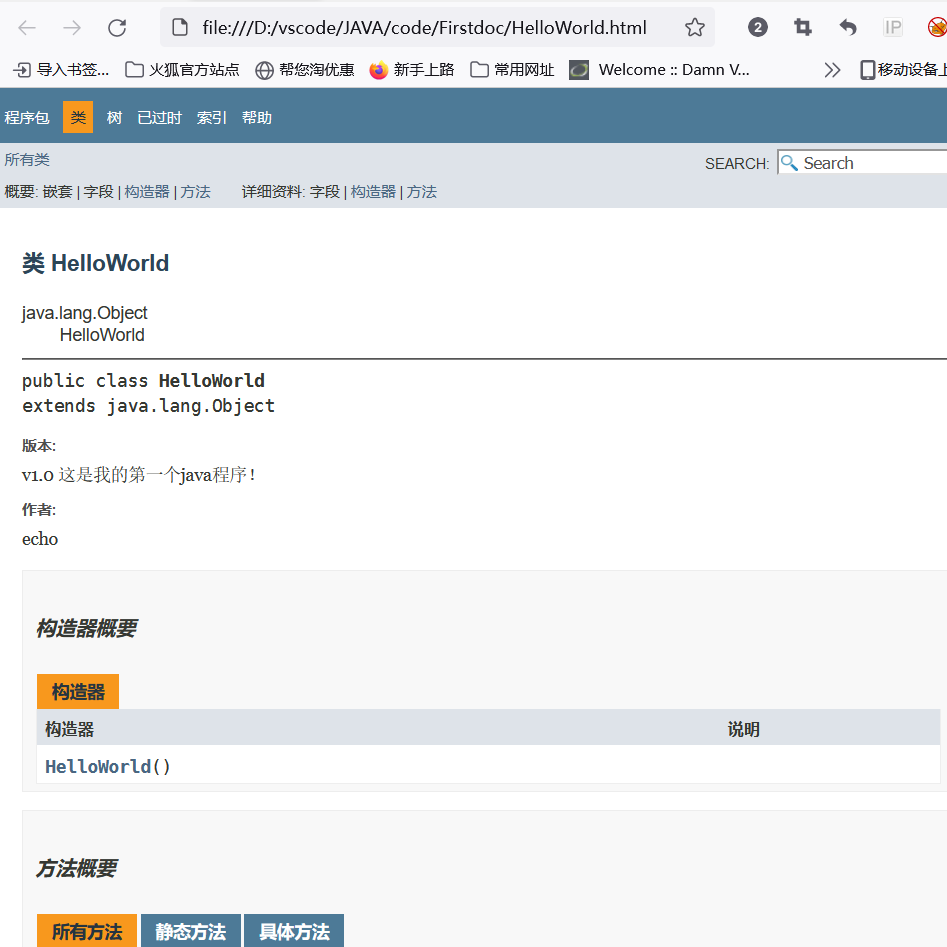 file:///D:/vscode/JAVA/code/Firstdoc/HelloWorld.html 2 IP
导入书签... 火狐官方站点 帮您淘优惠 新手上路 常用网址 Welcome :: Damn V... 移动设备上
程序包 类 树 已过时 索引 帮助
所有类
SEARCH: Search
概要: 嵌套 | 字段 | 构造器 | 方法 详细资料: 字段 | 构造器 | 方法
类 HelloWorld
java.lang.Object
HelloWorld
public class HelloWorld
extends java.lang.Object
版本:
v1.0 这是我的第一个java程序！
作者:
echo
构造器概要
构造器
构造器 说明
HelloWorld()
方法概要
所有方法 静态方法 具体方法